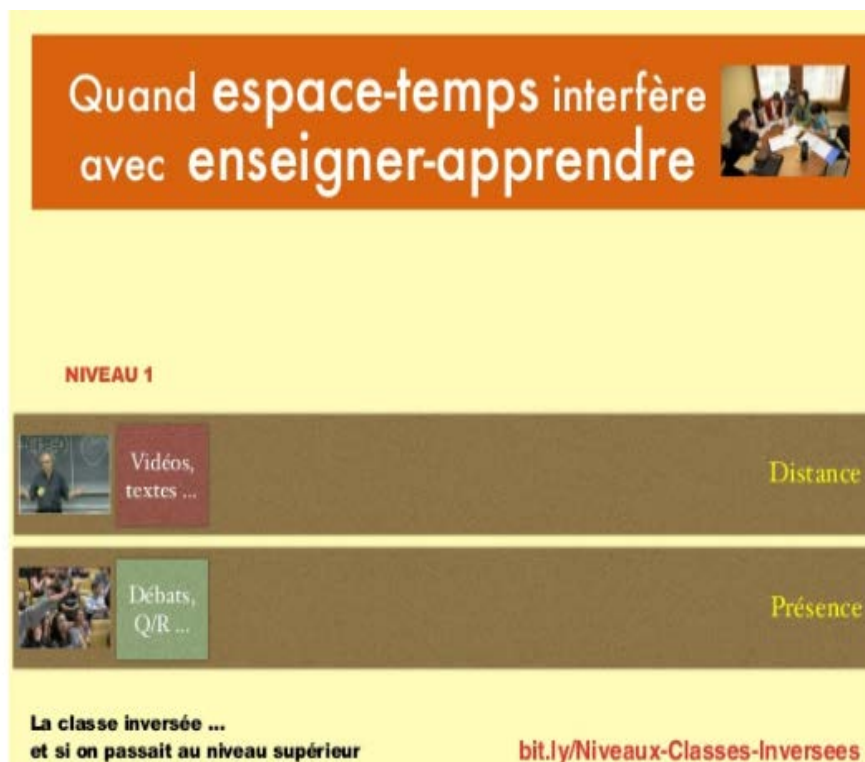 Quand espace-temps interfère
avec enseigner-apprendre
NIVEAU 1
Vidéos,
textes ...
Distance
Débats,
Q/R ...
Présence
La classe inversée ...
et si on passait au niveau supérieur
bit.ly/Niveaux-Classes-Inversees